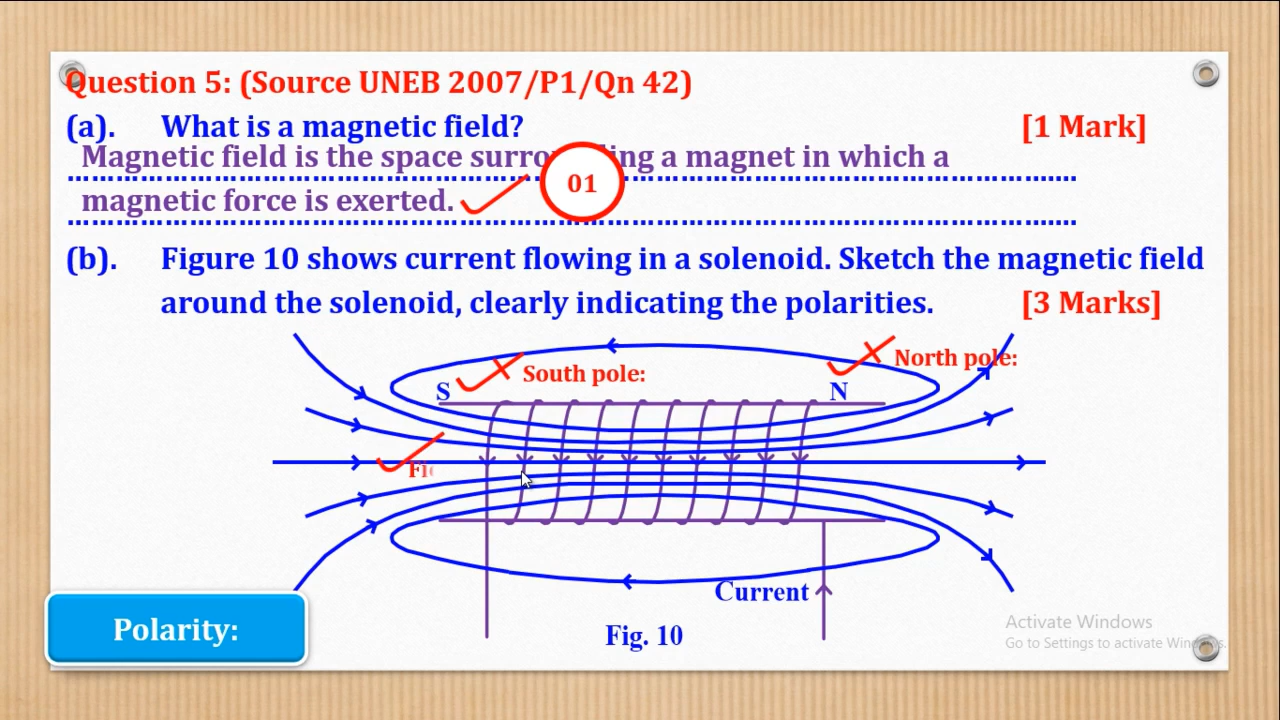 Question 5: (Source UNEB 2007/P1/Qn 42)
(a). What is a magnetic field? [1 Mark]
Magnetic field is the space surrounding a magnet in which a
01
magnetic force is exerted.
(b). Figure 10 shows current flowing in a solenoid. Sketch the magnetic field
around the solenoid, clearly indicating the polarities. [3 Marks]
North pole:
South pole:
S N
Fi
Current
Polarity:
Fig. 10
Activate Windows
Go to Settings to activate Windows.